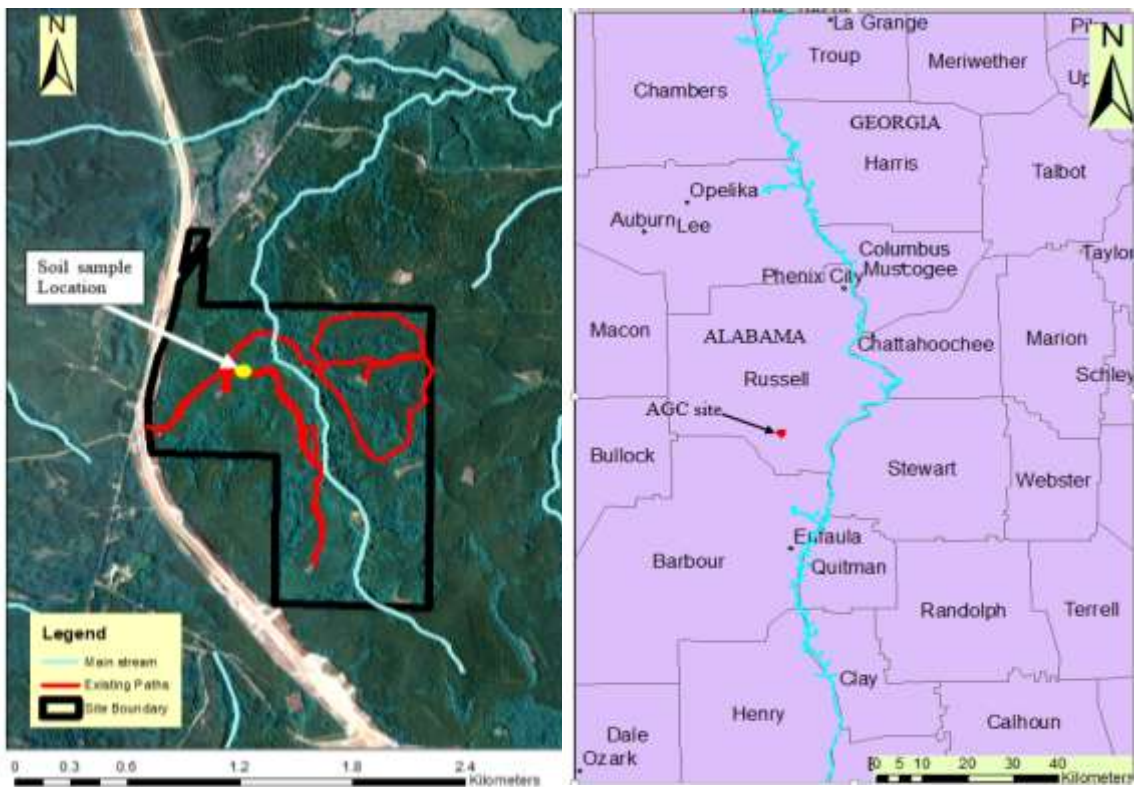 N
Soil sample
Location
Legend
Main stream
Existing Paths
Site Boundary
0 0.3 0.6 1.2 1.8 2.4
Kilometers
N
La Grange
Troup
Meriwether
Chambers
GEORGIA
Harris
Talbot
Opelika
Auburn Lee
Columbus
Muscogee
Taylor
Phenix City
Macon
ALABAMA
Chattahoochee
Marion
Russell
Schley
AGC site
Bullock
Stewart
Webster
Eufaula
Barbour
Quitman
Randolph
Terrell
Clay
Henry
Calhoun
Dale
Ozark
0 5 10 20 30 40
Kilometers